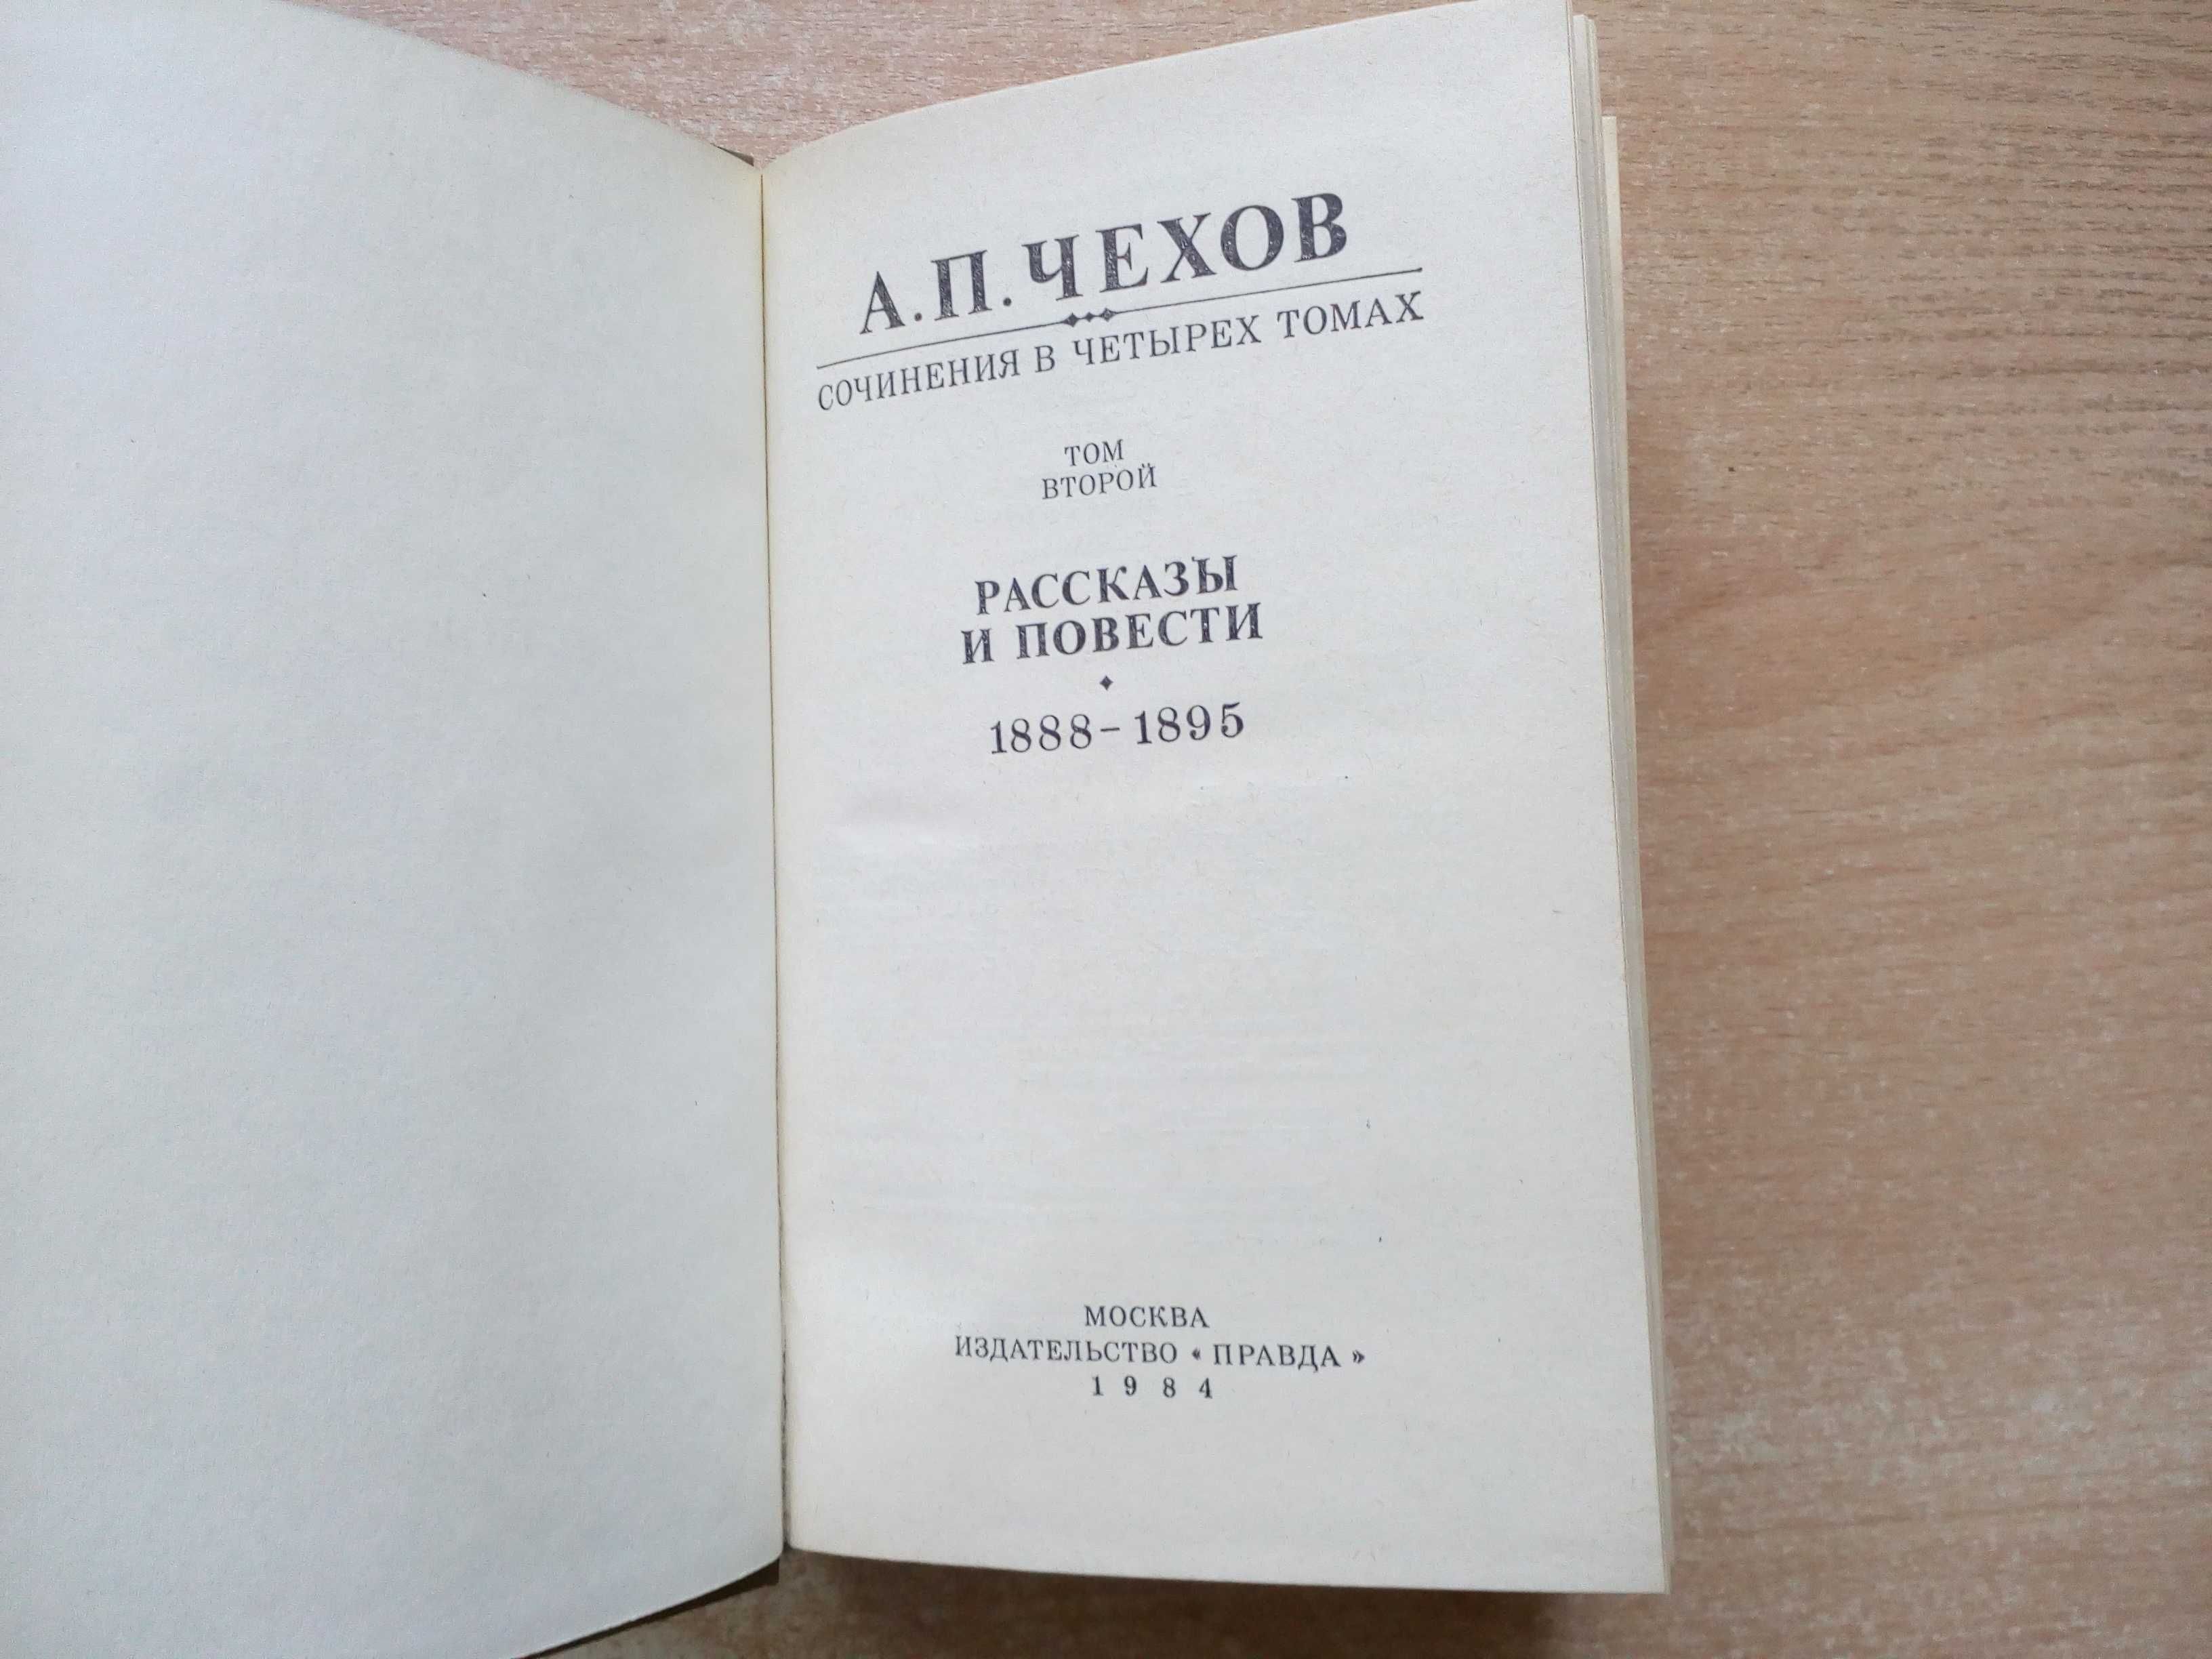 А.П.ЧЕХОВ
СОЧИНЕНИЯ В ЧЕТЫРЕХ ТОМАХ
ТОМ
ВТОРОЙ
РАССКАЗЫ
И ПОВЕСТИ
1888-1895
МОСКВА
ИЗДАТЕЛЬСТВО «ПРАВДА»
1984